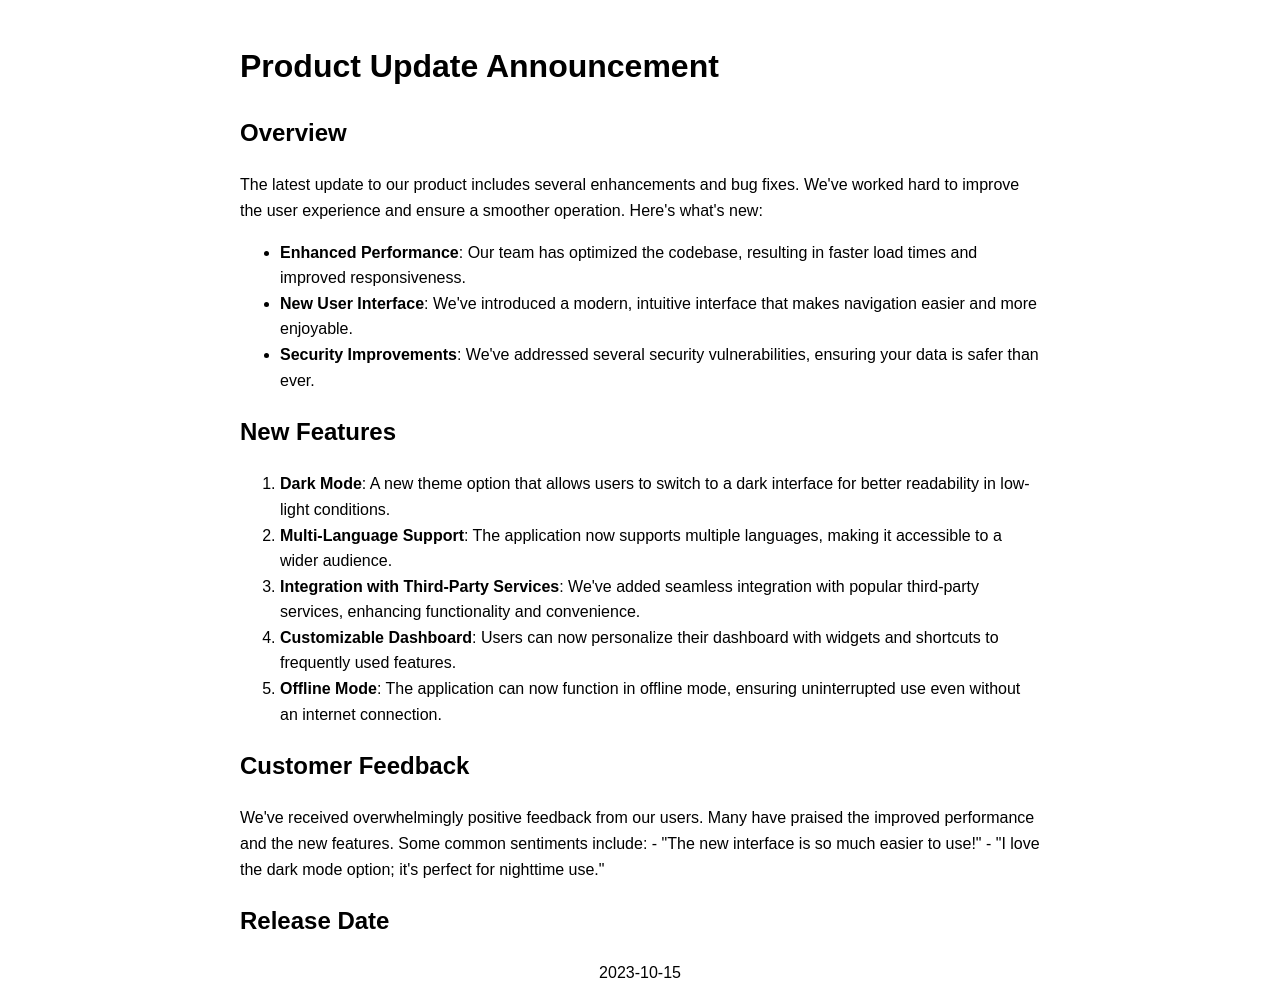 Product Update Announcement
Overview
The latest update to our product includes several enhancements and bug fixes. We've worked hard to improve
the user experience and ensure a smoother operation. Here's what's new:
• Enhanced Performance: Our team has optimized the codebase, resulting in faster load times and
improved responsiveness.
• New User Interface: We've introduced a modern, intuitive interface that makes navigation easier and more
enjoyable.
• Security Improvements: We've addressed several security vulnerabilities, ensuring your data is safer than
ever.
New Features
1. Dark Mode: A new theme option that allows users to switch to a dark interface for better readability in low-
light conditions.
2. Multi-Language Support: The application now supports multiple languages, making it accessible to a
wider audience.
3. Integration with Third-Party Services: We've added seamless integration with popular third-party
services, enhancing functionality and convenience.
4. Customizable Dashboard: Users can now personalize their dashboard with widgets and shortcuts to
frequently used features.
5. Offline Mode: The application can now function in offline mode, ensuring uninterrupted use even without
an internet connection.
Customer Feedback
We've received overwhelmingly positive feedback from our users. Many have praised the improved performance
and the new features. Some common sentiments include: - "The new interface is so much easier to use!" - "I love
the dark mode option; it's perfect for nighttime use."
Release Date
2023-10-15